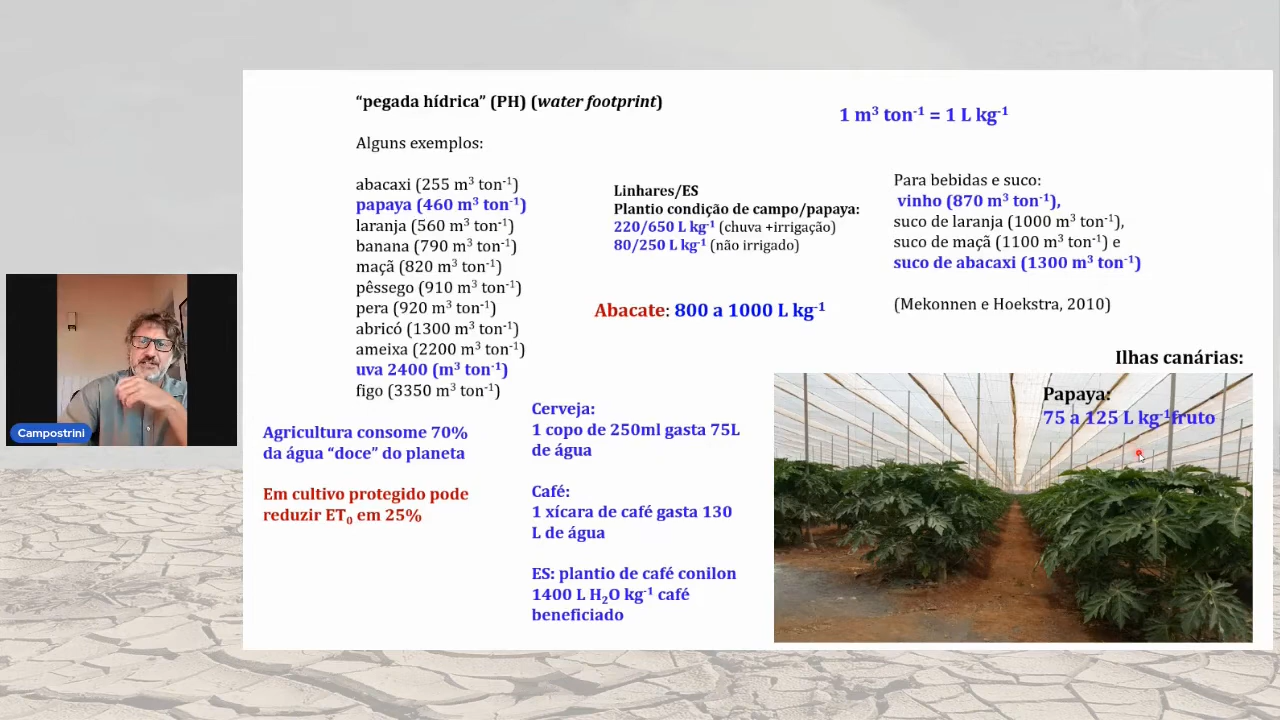 “pegada hídrica” (PH) (water footprint)
1 m³ ton⁻¹ = 1 L kg⁻¹
Alguns exemplos:
abacaxi (255 m³ ton⁻¹)
papaya (460 m³ ton⁻¹)
laranja (560 m³ ton⁻¹)
banana (790 m³ ton⁻¹)
maçã (820 m³ ton⁻¹)
pêssego (910 m³ ton⁻¹)
pera (920 m³ ton⁻¹)
abricó (1300 m³ ton⁻¹)
ameixa (2200 m³ ton⁻¹)
uva 2400 (m³ ton⁻¹)
figo (3350 m³ ton⁻¹)
Linhares/ES
Plantio condição de campo/papaya:
220/650 L kg⁻¹ (chuva +irrigação)
80/250 L kg⁻¹ (não irrigado)
Abacate: 800 a 1000 L kg⁻¹
Para bebidas e suco:
vinho (870 m³ ton⁻¹),
suco de laranja (1000 m³ ton⁻¹),
suco de maçã (1100 m³ ton⁻¹) e
suco de abacaxi (1300 m³ ton⁻¹)
(Mekonnen e Hoekstra, 2010)
Ilhas canárias:
Papaya:
75 a 125 L kg⁻¹fruto
Agricultura consome 70%
da água “doce” do planeta
Em cultivo protegido pode
reduzir ET₀ em 25%
Cerveja:
1 copo de 250ml gasta 75L
de água
Café:
1 xícara de café gasta 130
L de água
ES: plantio de café conilon
1400 L H₂O kg⁻¹ café
beneficiado
Campostrini